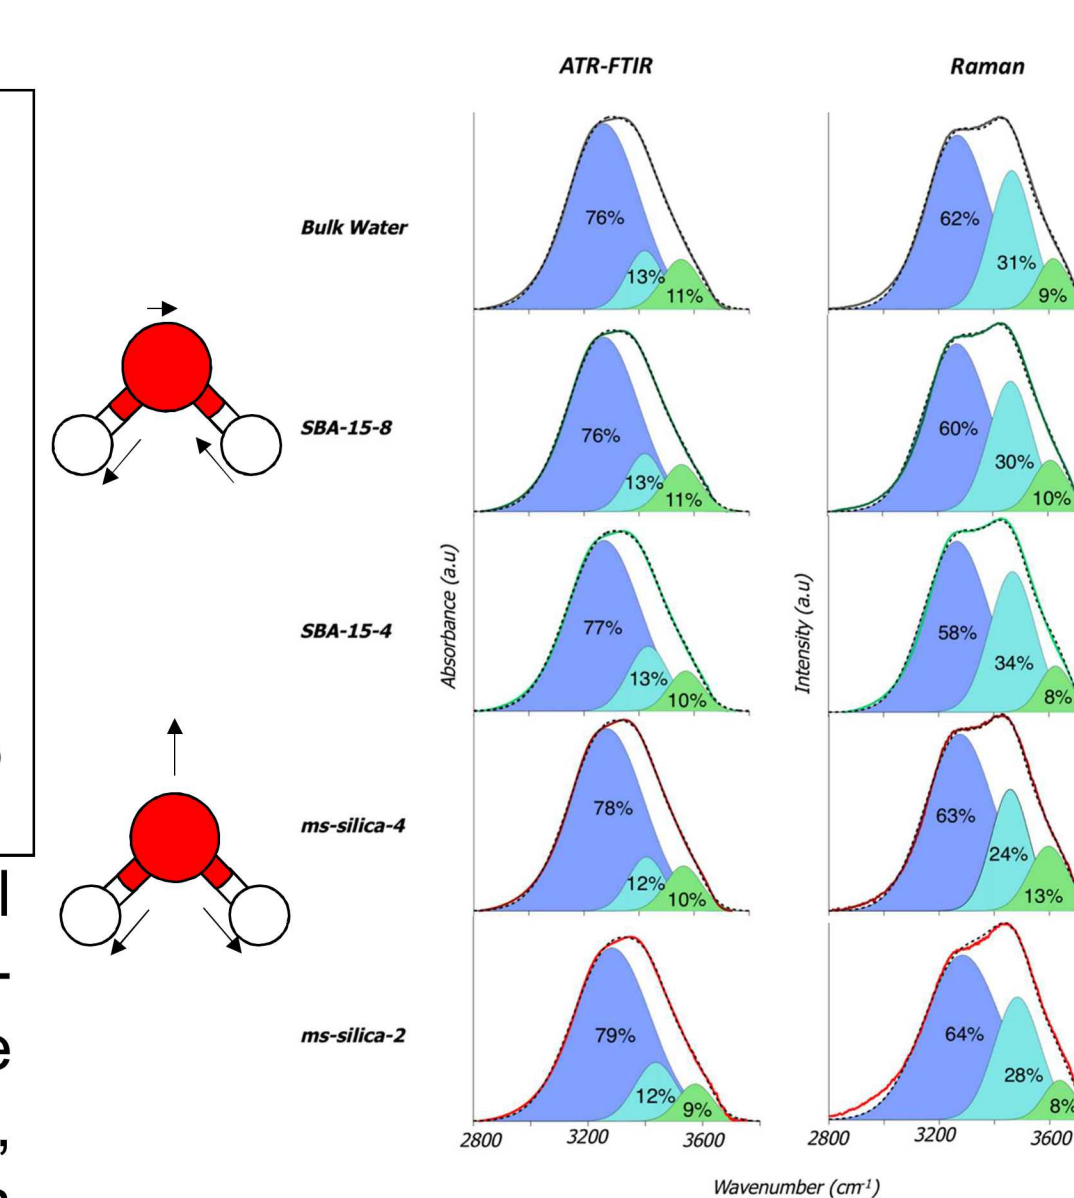 ATR-FTIR
Raman
Bulk Water
76%
13%
11%
62%
31%
9%
SBA-15-8
76%
13%
11%
60%
30%
10%
SBA-15-4
77%
13%
10%
58%
34%
8%
ms-silica-4
78%
12%
10%
63%
24%
13%
ms-silica-2
79%
12%
9%
64%
28%
8%
Absorbance (a.u)
Intensity (a.u)
2800 3200 3600
2800 3200 3600
Wavenumber (cm-1)
l
-
e
,